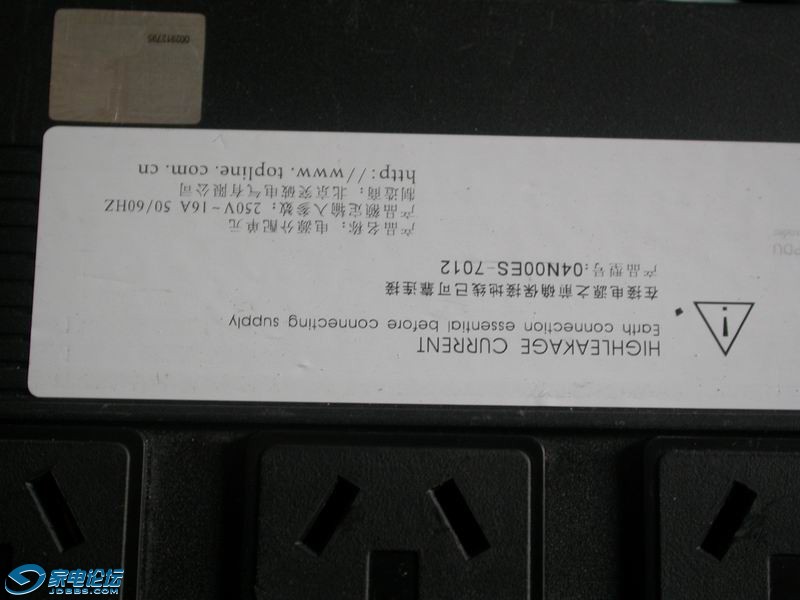 HIGHLEAKAGE CURRENT
Earth connection essential before connecting supply
在接电源之前确保接地线已可靠连接
产品型号:04N00ES-7012
产品名称：电源分配单元
产品额定输入参数：250V~16A 50/60HZ
制造商：北京突破电气有限公司
http://www.topline.com.cn
PDU
002912795
家电论坛
JDBBS.COM